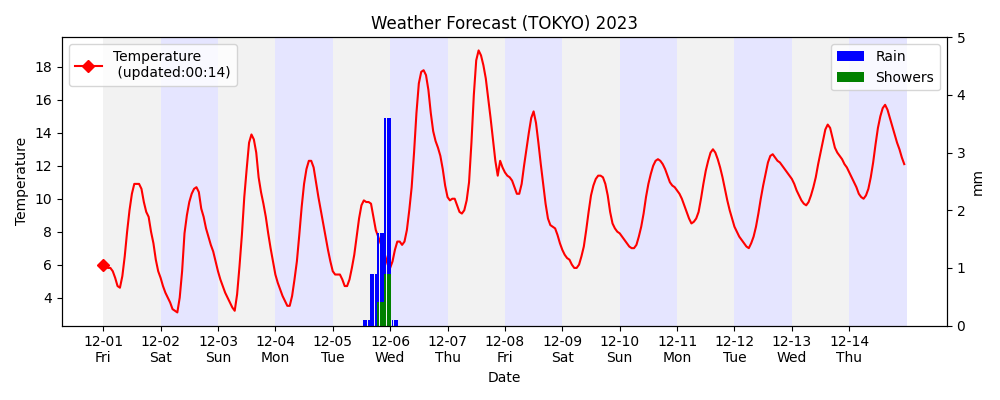 Weather Forecast (TOKYO) 2023
Temperature
(updated:00:14)
Rain
Showers
Temperature
18
16
14
12
10
8
6
4
5
4
3
2
1
0
mm
12-01 12-02 12-03 12-04 12-05 12-06 12-07 12-08 12-09 12-10 12-11 12-12 12-13 12-14
Fri Sat Sun Mon Tue Wed Thu Fri Sat Sun Mon Tue Wed Thu
Date